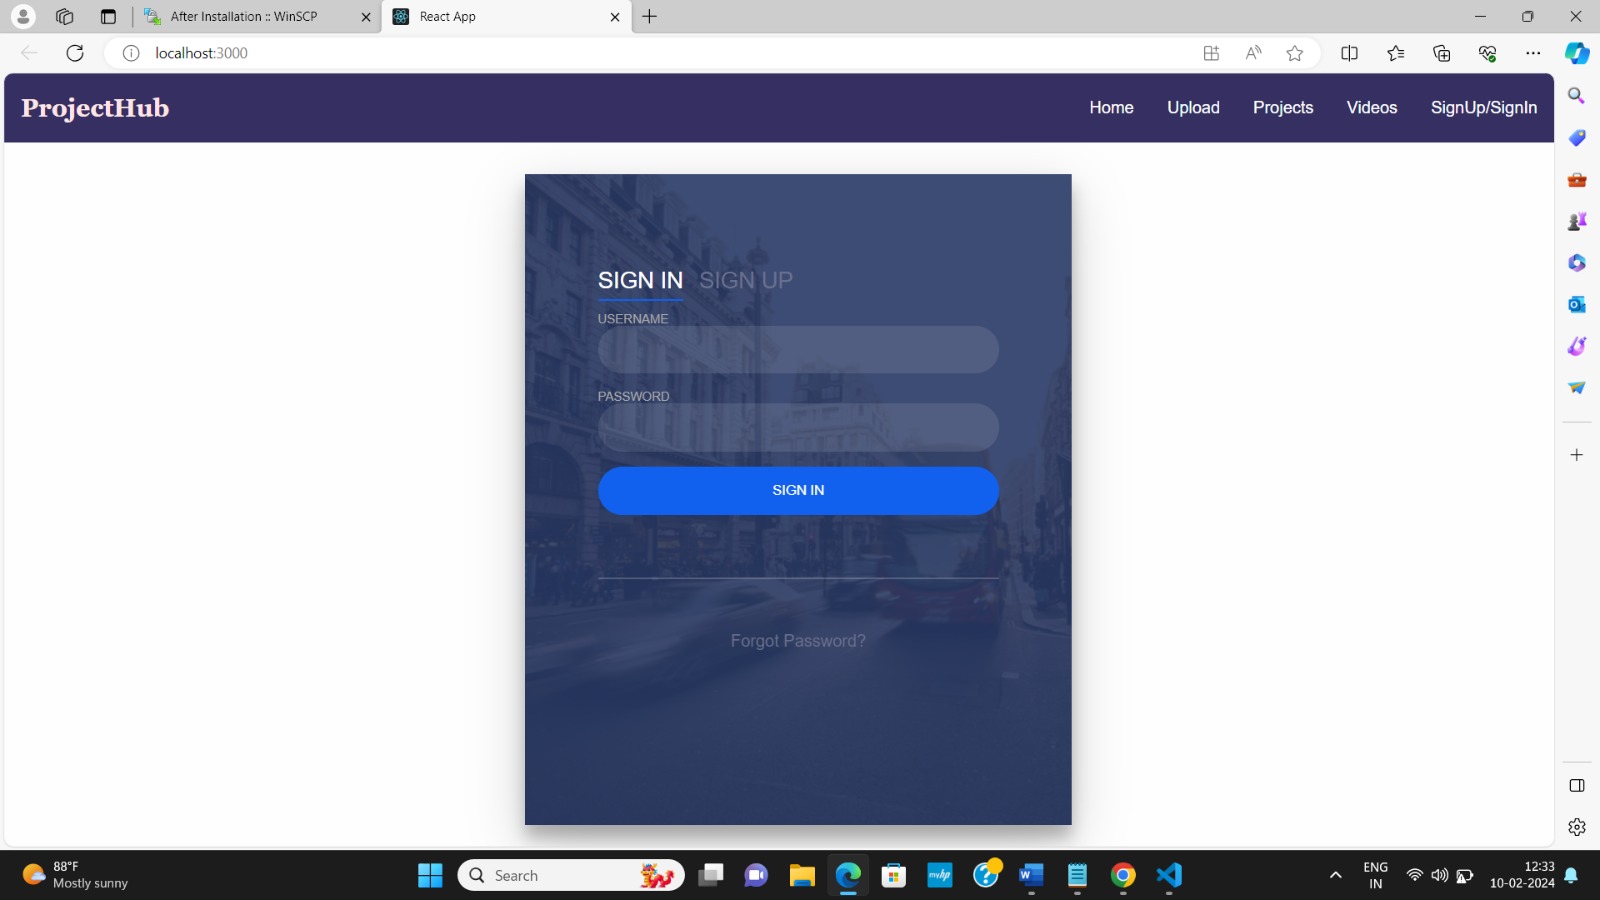 After Installation :: WinSCP
React App
localhost:3000
ProjectHub
Home Upload Projects Videos SignUp/SignIn
SIGN IN SIGN UP
USERNAME
PASSWORD
SIGN IN
Forgot Password?
88°F
Mostly sunny
Search
myhp
ENG
IN
12:33
10-02-2024